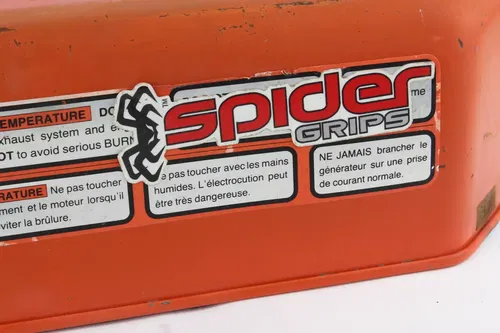 EMPERATURE DO
xhaust system and e
OT to avoid serious BURN
spider
GRIPS
TM
me
RATURE Ne pas toucher
ment et le moteur lorsqu'il
viter la brûlure.
e pas toucher avec les mains
humides. L'électrocution peut
être très dangereuse.
NE JAMAIS brancher le
générateur sur une prise
de courant normale.